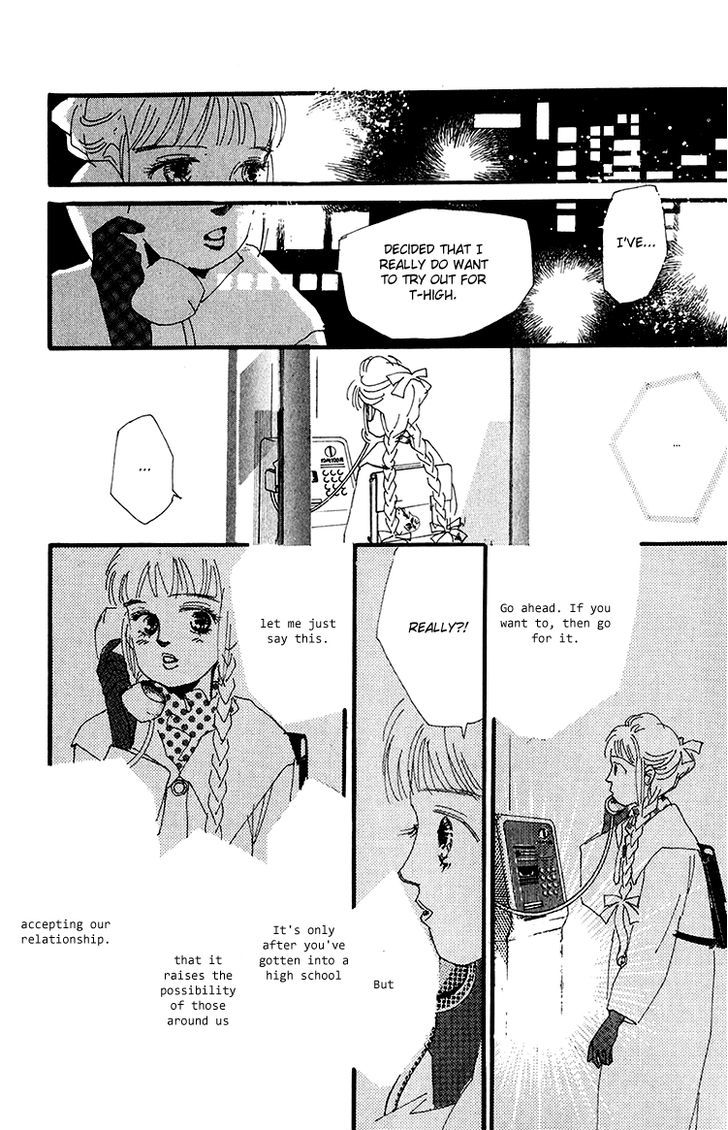 I'VE...
DECIDED THAT I
REALLY DO WANT
TO TRY OUT FOR
T-HIGH.
...
...
Go ahead. If you
want to, then go
for it.
REALLY?!
But
let me just
say this.
It's only
after you've
gotten into a
high school
that it
raises the
possibility
of those
around us
accepting our
relationship.